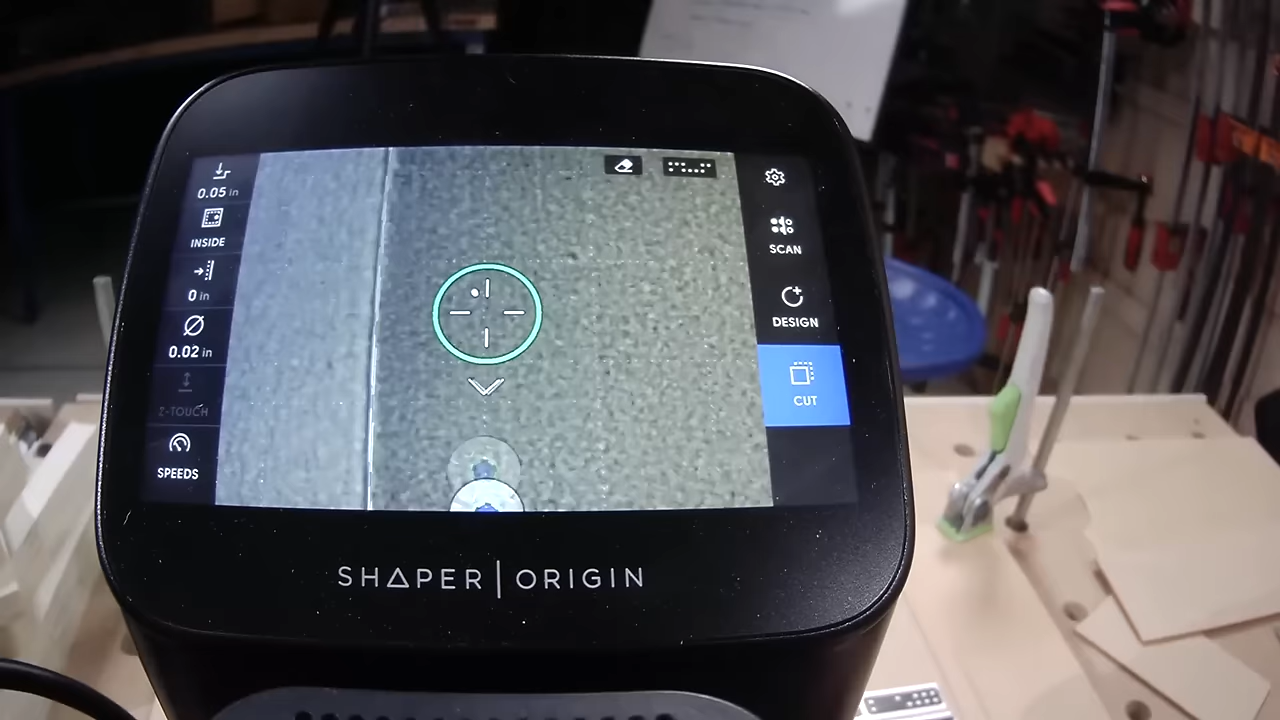 0.05 in
INSIDE
0 in
0.02 in
Z-TOUCH
SPEEDS
SCAN
DESIGN
CUT
SHAPER | ORIGIN